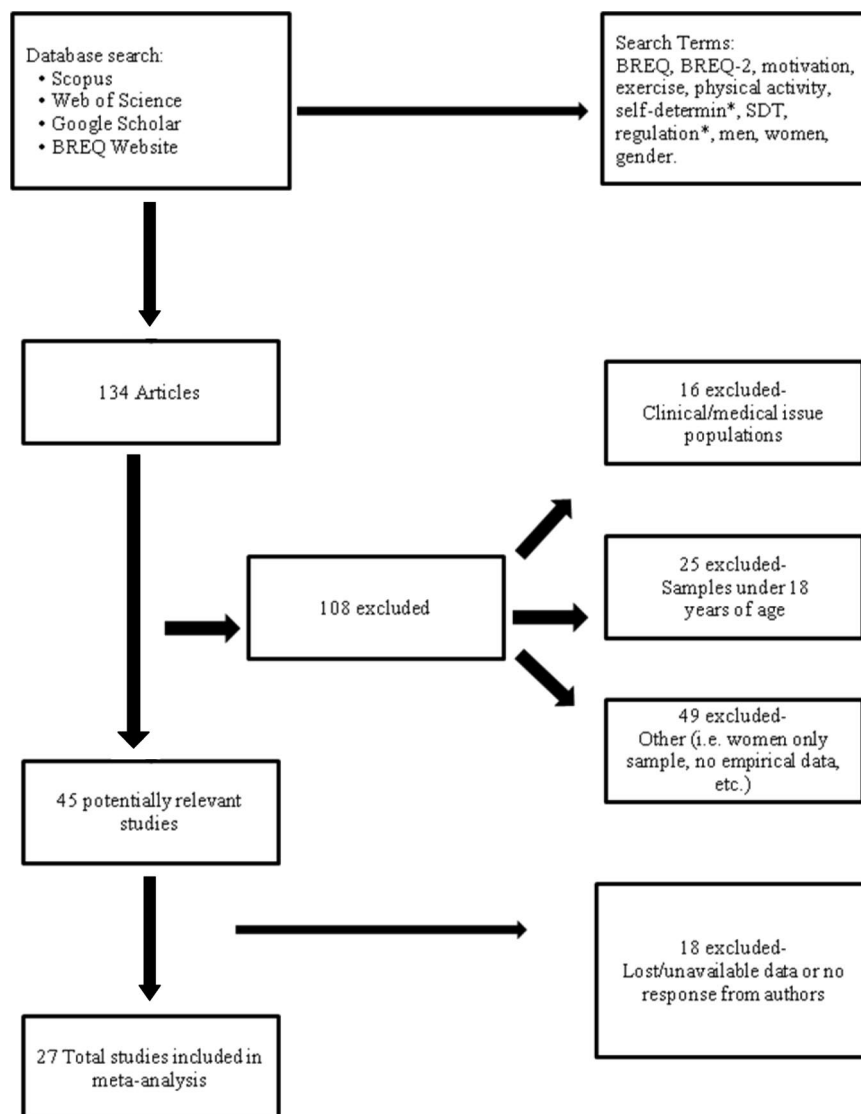 Database search:
• Scopus
• Web of Science
• Google Scholar
• BREQ Website
Search Terms:
BREQ, BREQ-2, motivation,
exercise, physical activity,
self-determin*, SDT,
regulation*, men, women,
gender.
134 Articles
16 excluded-
Clinical/medical issue
populations
108 excluded
25 excluded-
Samples under 18
years of age
49 excluded-
Other (i.e. women only
sample, no empirical data,
etc.)
45 potentially relevant
studies
18 excluded-
Lost/unavailable data or no
response from authors
27 Total studies included in
meta-analysis